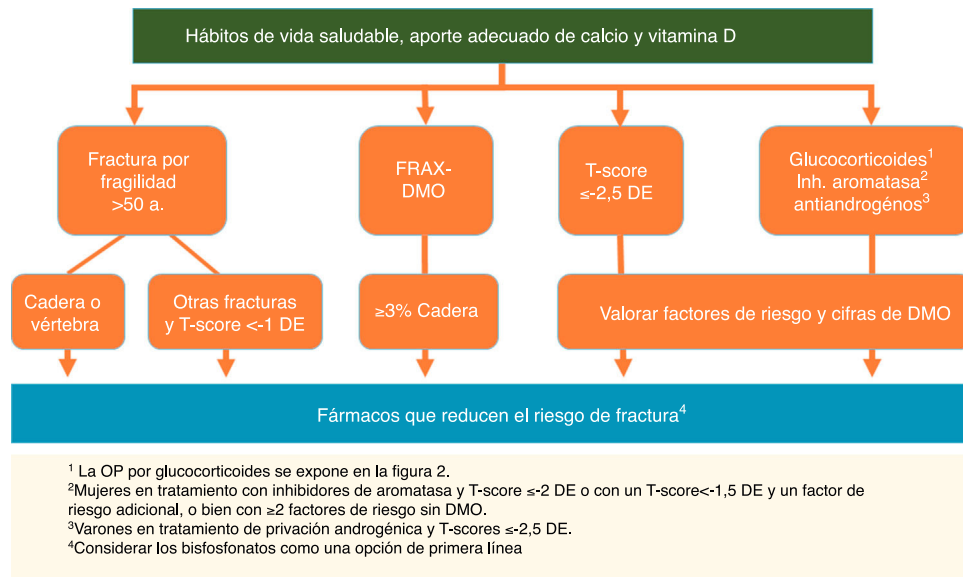 Hábitos de vida saludable, aporte adecuado de calcio y vitamina D
Fractura por
fragilidad
>50 a.
FRAX-
DMO
T-score
≤-2,5 DE
Glucocorticoides¹
Inh. aromatasa²
antiandrogénos³
Cadera o
vértebra
Otras fracturas
y T-score <-1 DE
≥3% Cadera
Valorar factores de riesgo y cifras de DMO
Fármacos que reducen el riesgo de fractura⁴
¹ La OP por glucocorticoides se expone en la figura 2.
²Mujeres en tratamiento con inhibidores de aromatasa y T-score ≤-2 DE o con un T-score<-1,5 DE y un factor de
riesgo adicional, o bien con ≥2 factores de riesgo sin DMO.
³Varones en tratamiento de privación androgénica y T-scores ≤-2,5 DE.
⁴Considerar los bisfosfonatos como una opción de primera línea